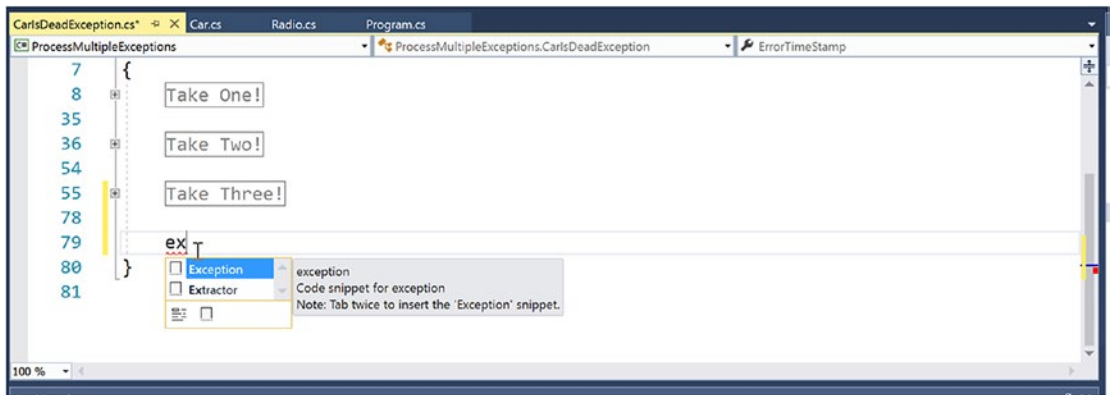 CarIsDeadException.cs* Car.cs Radio.cs Program.cs
ProcessMultipleExceptions ProcessMultipleExceptions.CarIsDeadException ErrorTimeStamp
7 {
8 Take One!
35
36 Take Two!
54
55 Take Three!
78
79 ex
80 }
81
Exception
Extractor
exception
Code snippet for exception
Note: Tab twice to insert the 'Exception' snippet.
100 %